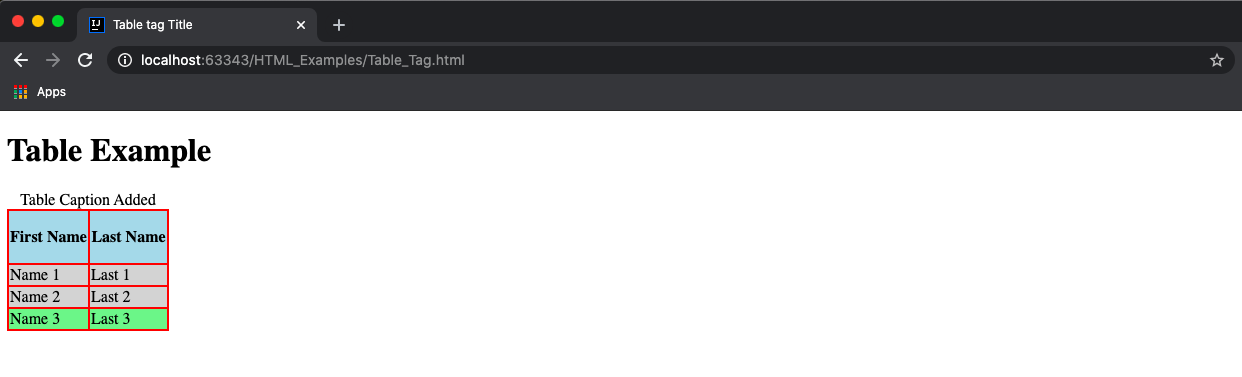 IJ
Table tag Title
localhost:63343/HTML_Examples/Table_Tag.html
Apps
Table Example
Table Caption Added
First Name Last Name
Name 1 Last 1
Name 2 Last 2
Name 3 Last 3